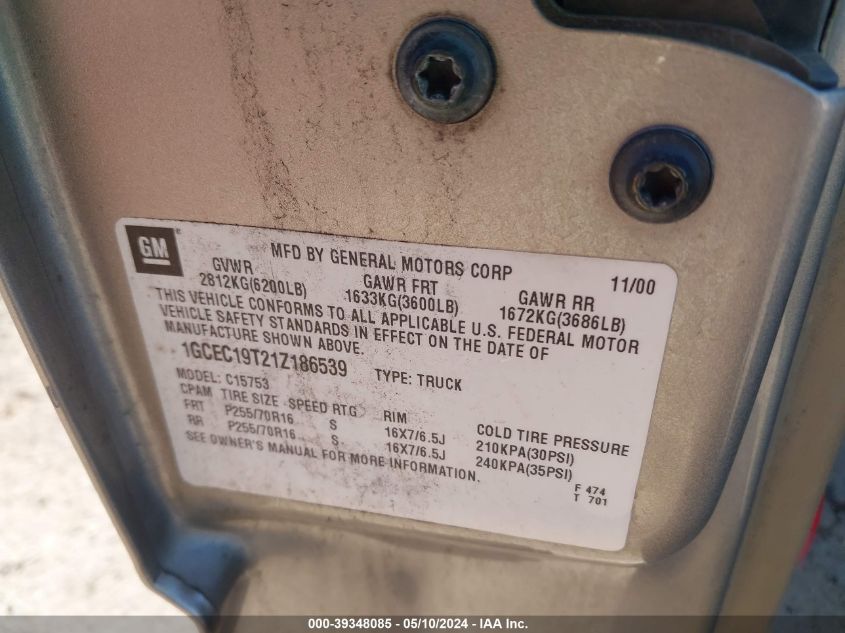 GM
MFD BY GENERAL MOTORS CORP 11/00
GVWR GAWR FRT GAWR RR
2812KG(6200LB) 1633KG(3600LB) 1672KG(3686LB)
THIS VEHICLE CONFORMS TO ALL APPLICABLE U.S. FEDERAL MOTOR
VEHICLE SAFETY STANDARDS IN EFFECT ON THE DATE OF
MANUFACTURE SHOWN ABOVE.
1GCEC19T21Z186539 TYPE: TRUCK
MODEL: C15753
CPAM TIRE SIZE SPEED RTG RIM COLD TIRE PRESSURE
FRT P255/70R16 S 16X7/6.5J 210KPA(30PSI)
RR P255/70R16 S 16X7/6.5J 240KPA(35PSI)
SEE OWNER'S MANUAL FOR MORE INFORMATION.
F 474
T 701
000-39348085 - 05/10/2024 - IAA Inc.